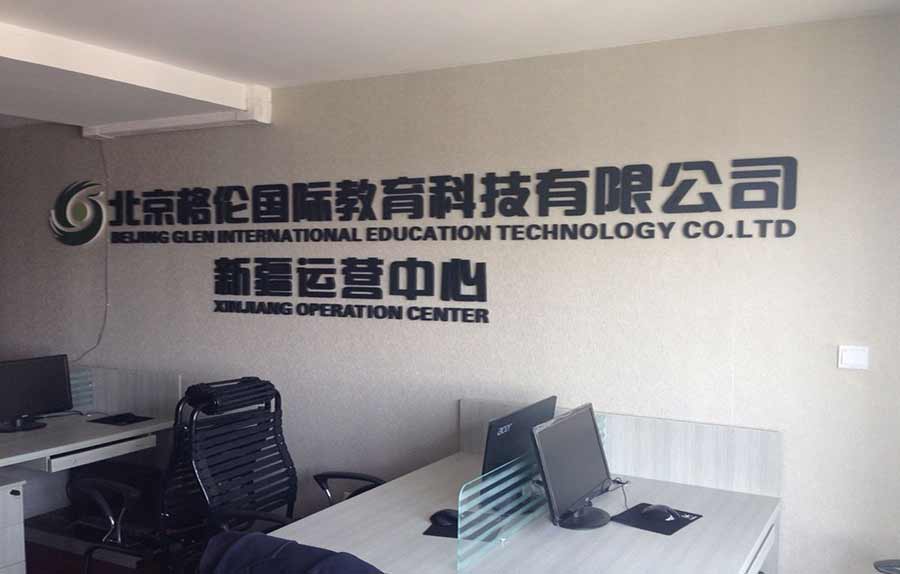 北京格伦国际教育科技有限公司
BEIJING GLEN INTERNATIONAL EDUCATION TECHNOLOGY CO.LTD
新疆运营中心
XINJIANG OPERATION CENTER
acer